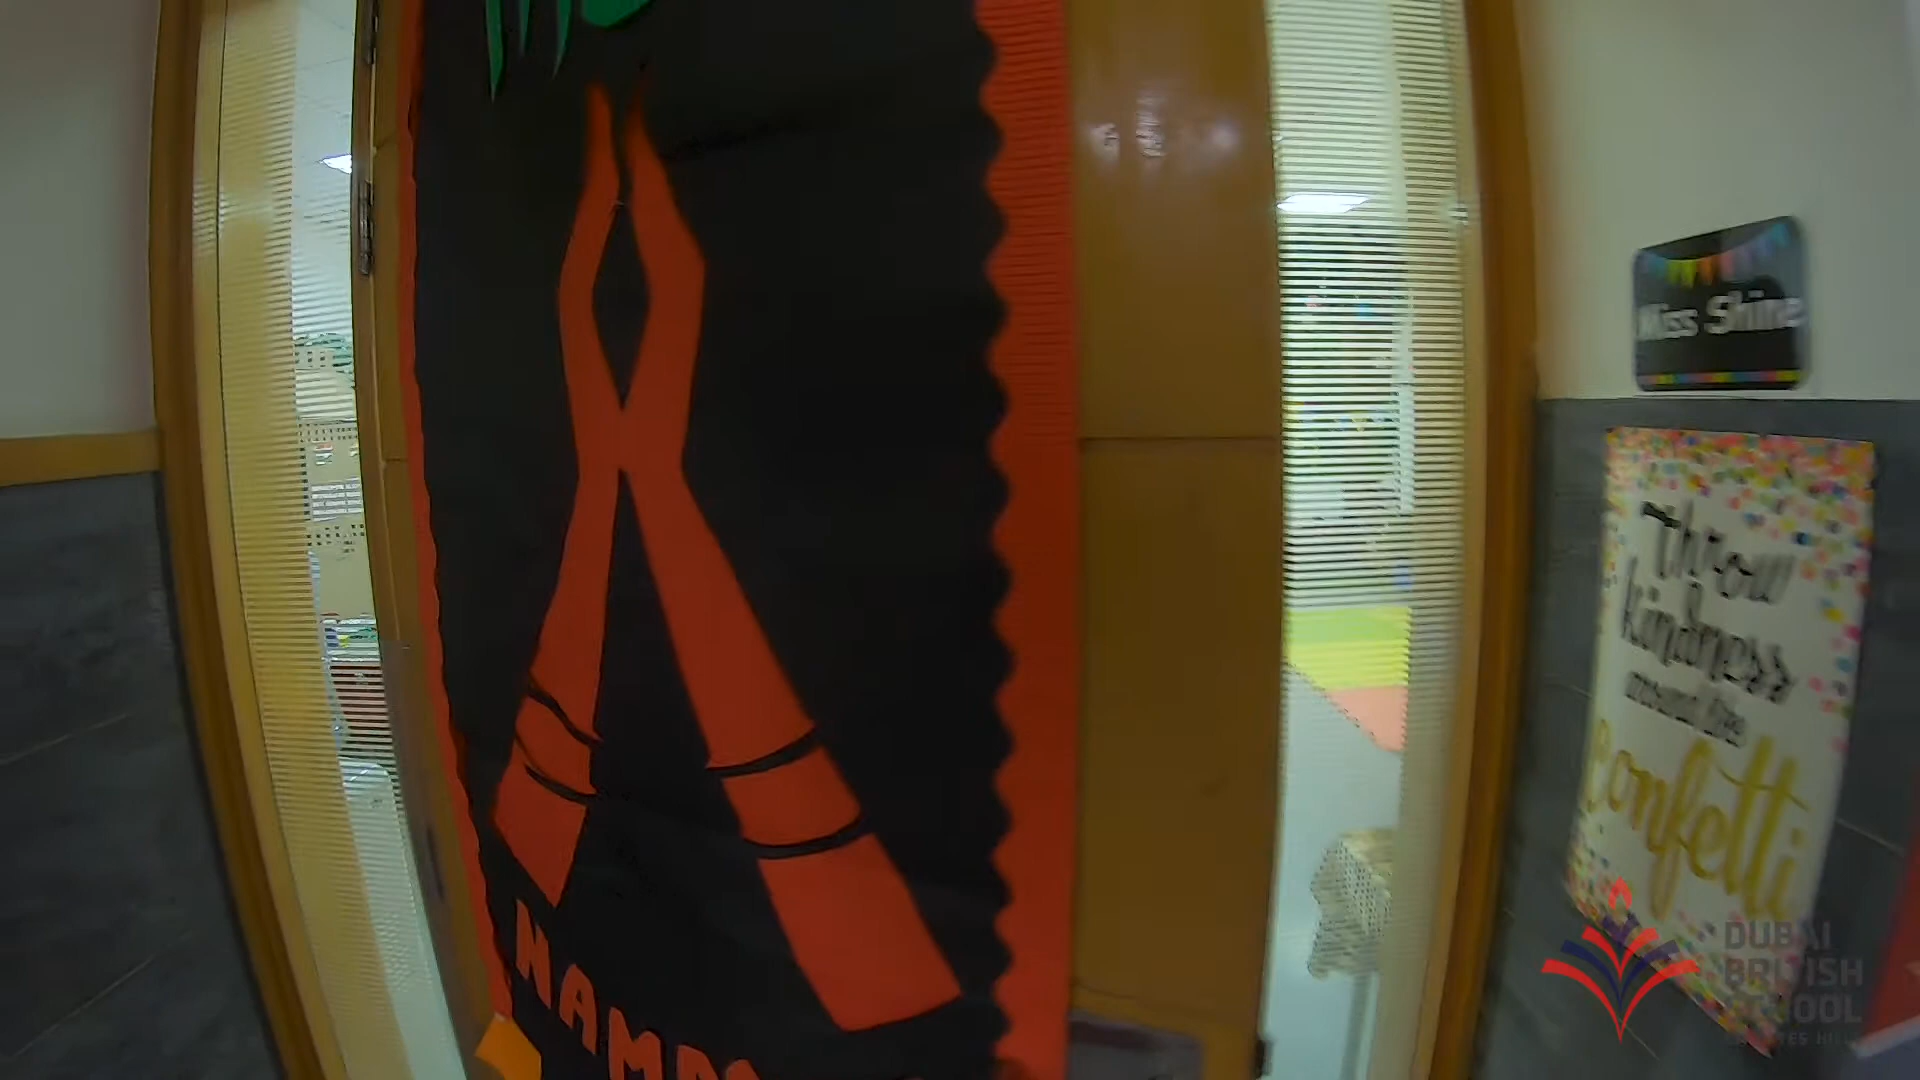 Miss Shine
throw
kindness
around like
confetti
DUBAI
BRITISH
SCHOOL